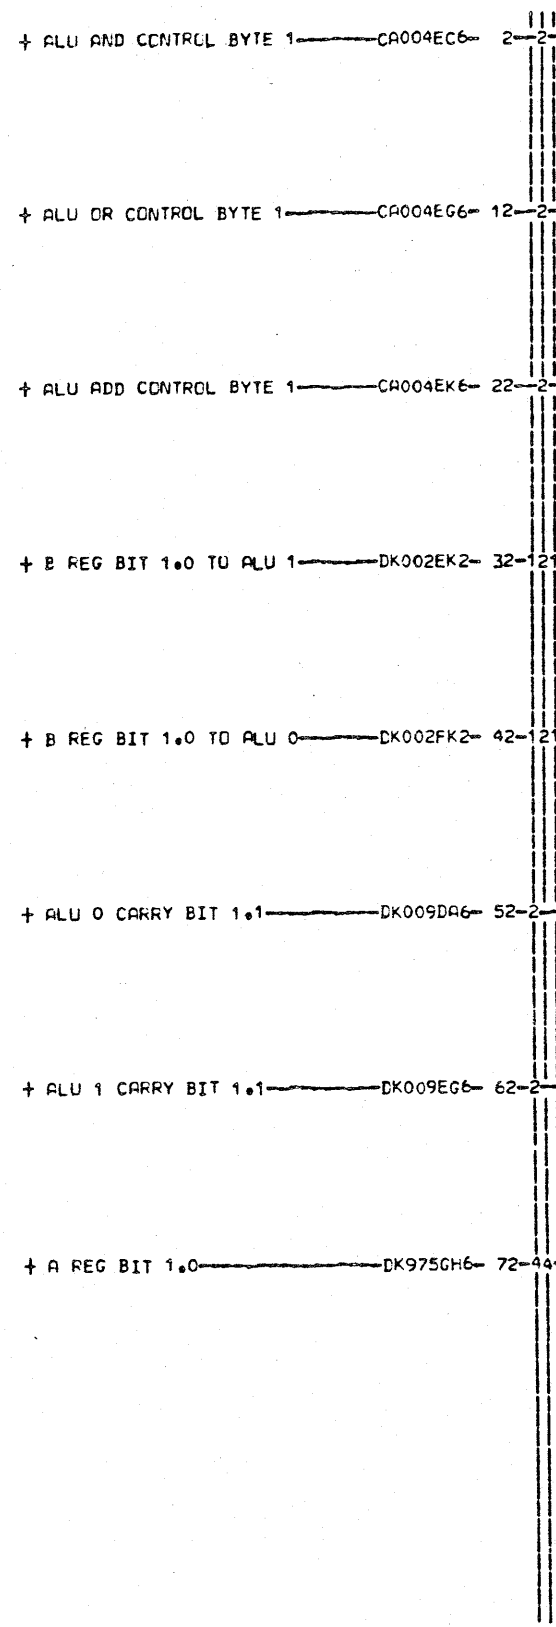 + ALU AND CONTROL BYTE 1 CA004EC6 2 2
+ ALU OR CONTROL BYTE 1 CA004EG6 12 2
+ ALU ADD CONTROL BYTE 1 CA004EK6 22 2
+ B REG BIT 1.0 TO ALU 1 DK002EK2 32 121
+ B REG BIT 1.0 TO ALU 0 DK002FK2 42 121
+ ALU 0 CARRY BIT 1.1 DK009DA6 52 2
+ ALU 1 CARRY BIT 1.1 DK009EG6 62 2
+ A REG BIT 1.0 DK975GH6 72 44